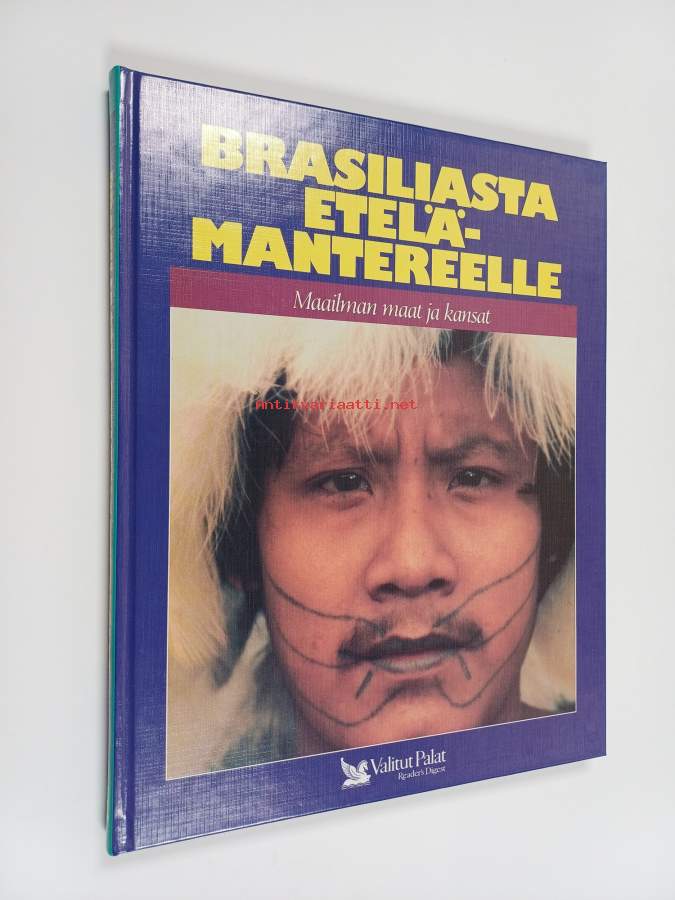 BRASILIASTA
ETELÄ-
MANTEREELLE
Maailman maat ja kansat
antikvariaatti.net
Valitut Palat
Reader's Digest